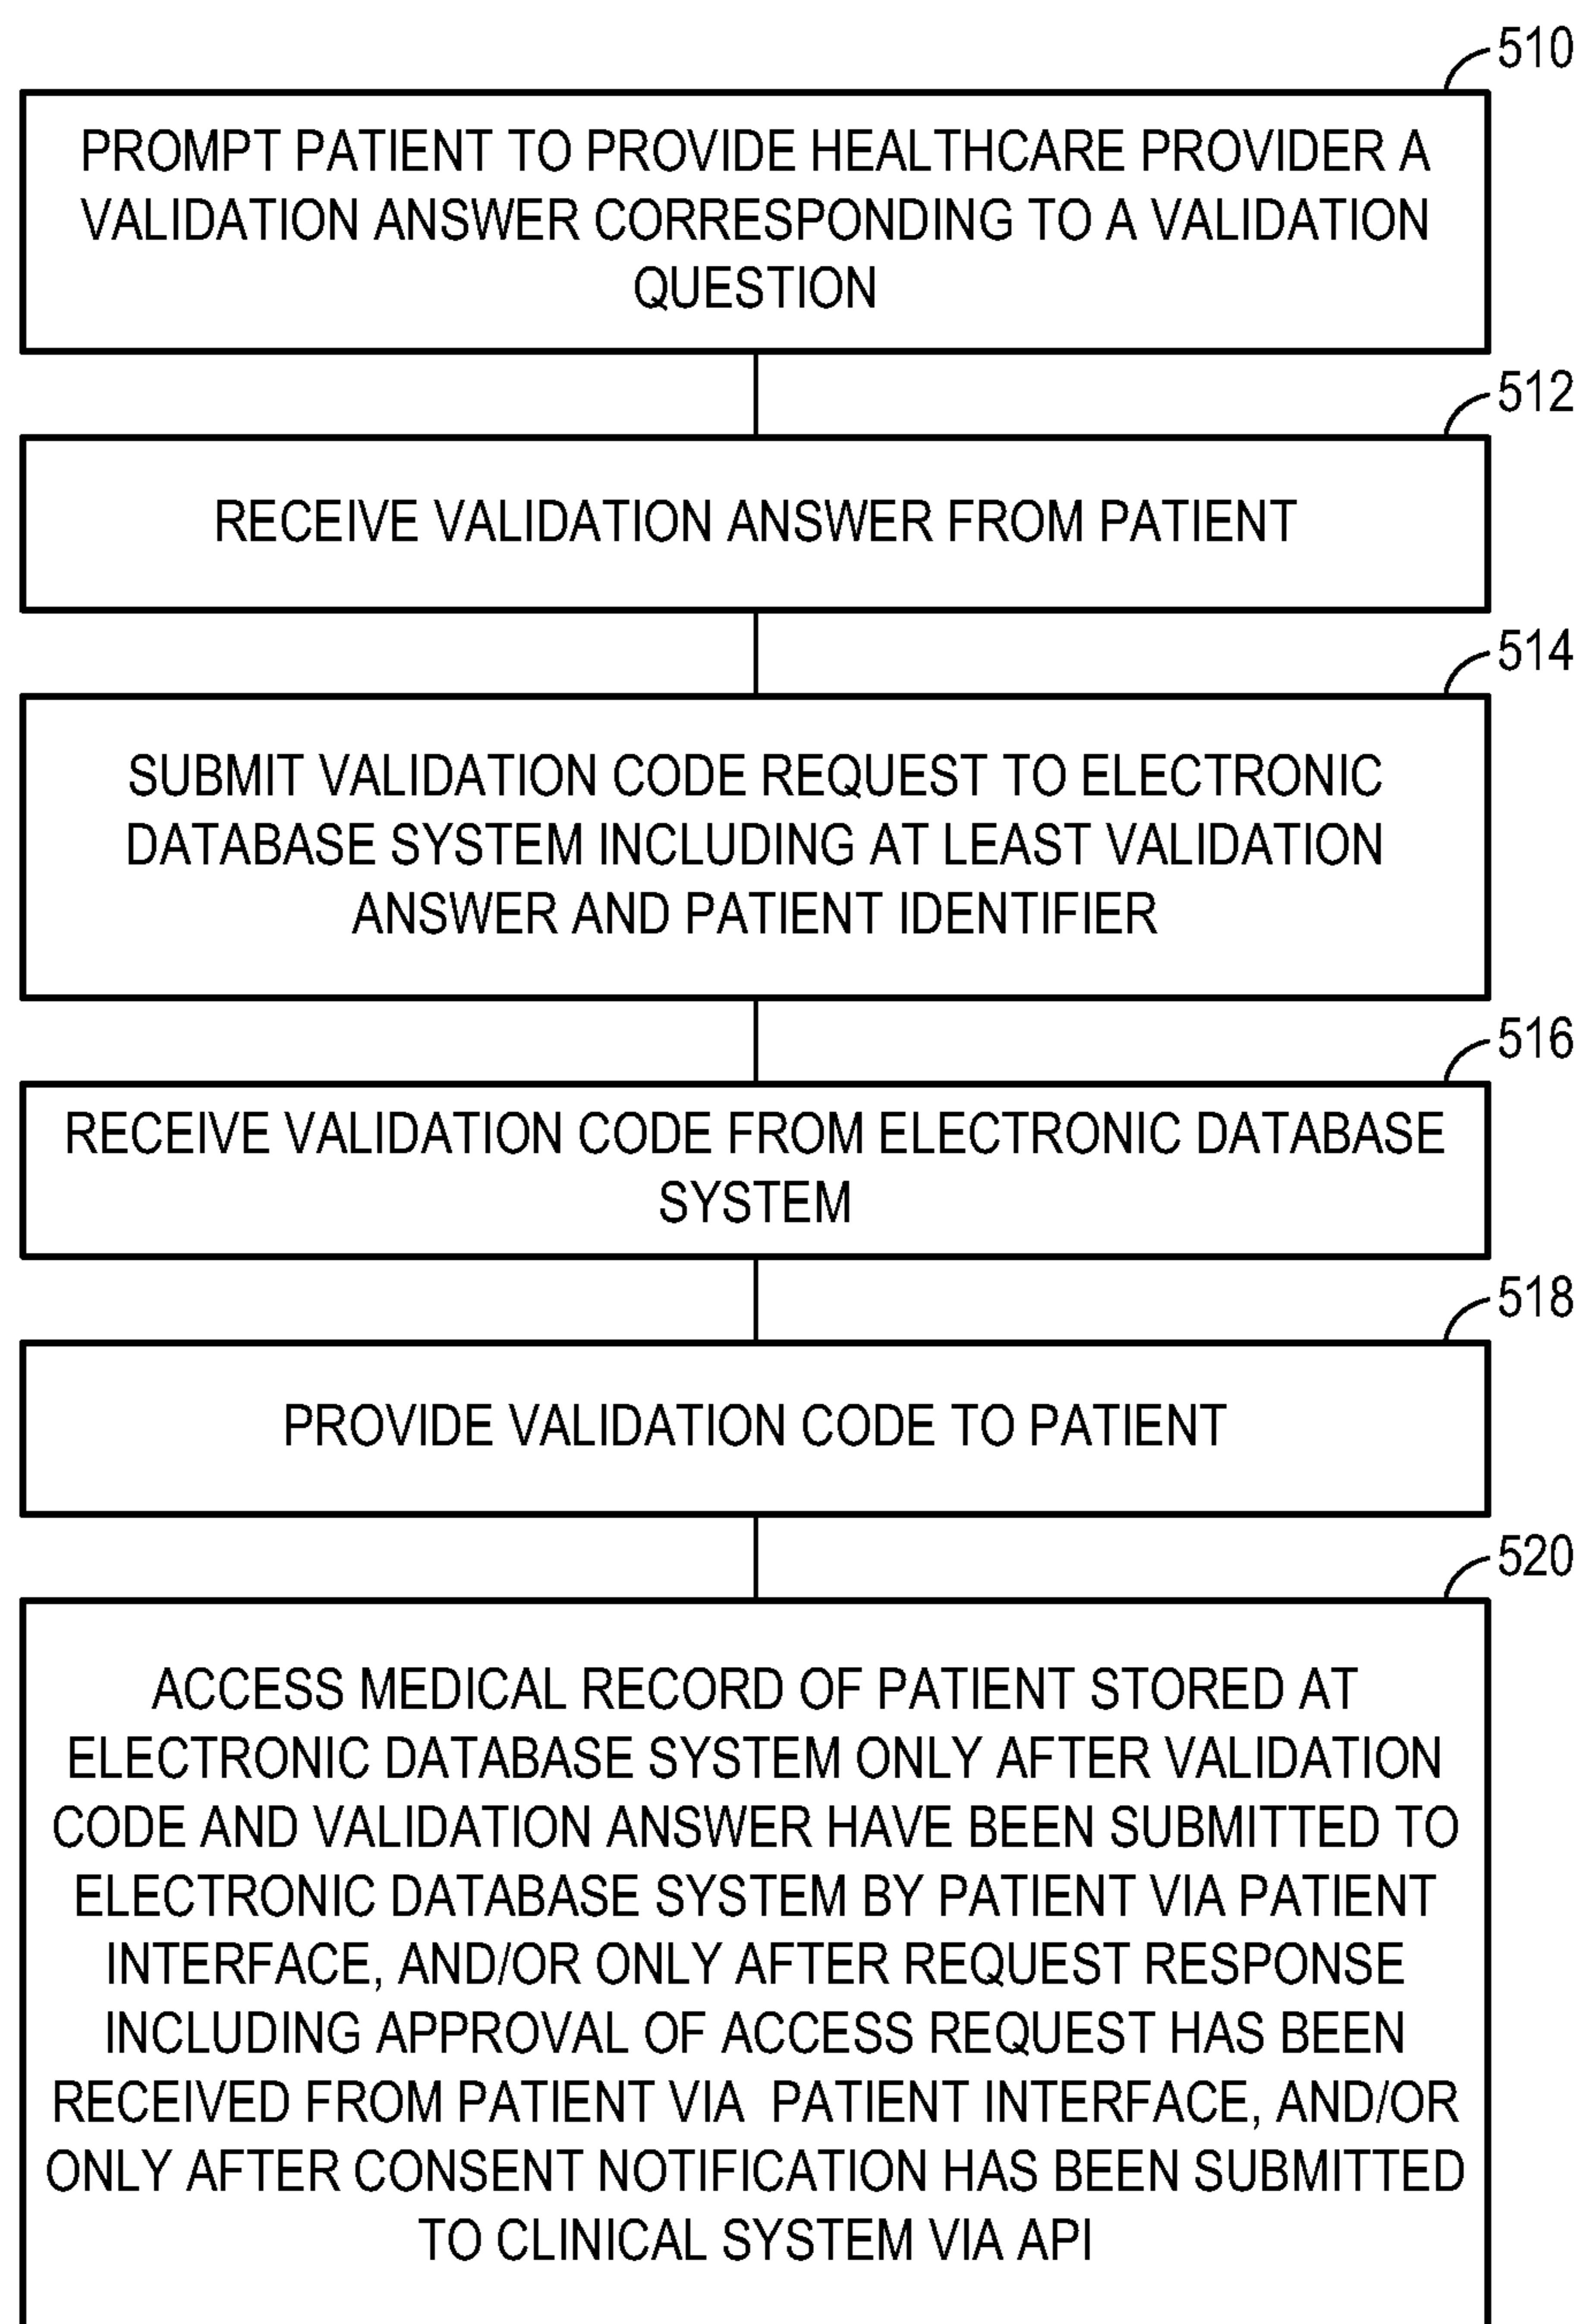 510
PROMPT PATIENT TO PROVIDE HEALTHCARE PROVIDER A
VALIDATION ANSWER CORRESPONDING TO A VALIDATION
QUESTION
512
RECEIVE VALIDATION ANSWER FROM PATIENT
514
SUBMIT VALIDATION CODE REQUEST TO ELECTRONIC
DATABASE SYSTEM INCLUDING AT LEAST VALIDATION
ANSWER AND PATIENT IDENTIFIER
516
RECEIVE VALIDATION CODE FROM ELECTRONIC DATABASE
SYSTEM
518
PROVIDE VALIDATION CODE TO PATIENT
520
ACCESS MEDICAL RECORD OF PATIENT STORED AT
ELECTRONIC DATABASE SYSTEM ONLY AFTER VALIDATION
CODE AND VALIDATION ANSWER HAVE BEEN SUBMITTED TO
ELECTRONIC DATABASE SYSTEM BY PATIENT VIA PATIENT
INTERFACE, AND/OR ONLY AFTER REQUEST RESPONSE
INCLUDING APPROVAL OF ACCESS REQUEST HAS BEEN
RECEIVED FROM PATIENT VIA PATIENT INTERFACE, AND/OR
ONLY AFTER CONSENT NOTIFICATION HAS BEEN SUBMITTED
TO CLINICAL SYSTEM VIA API